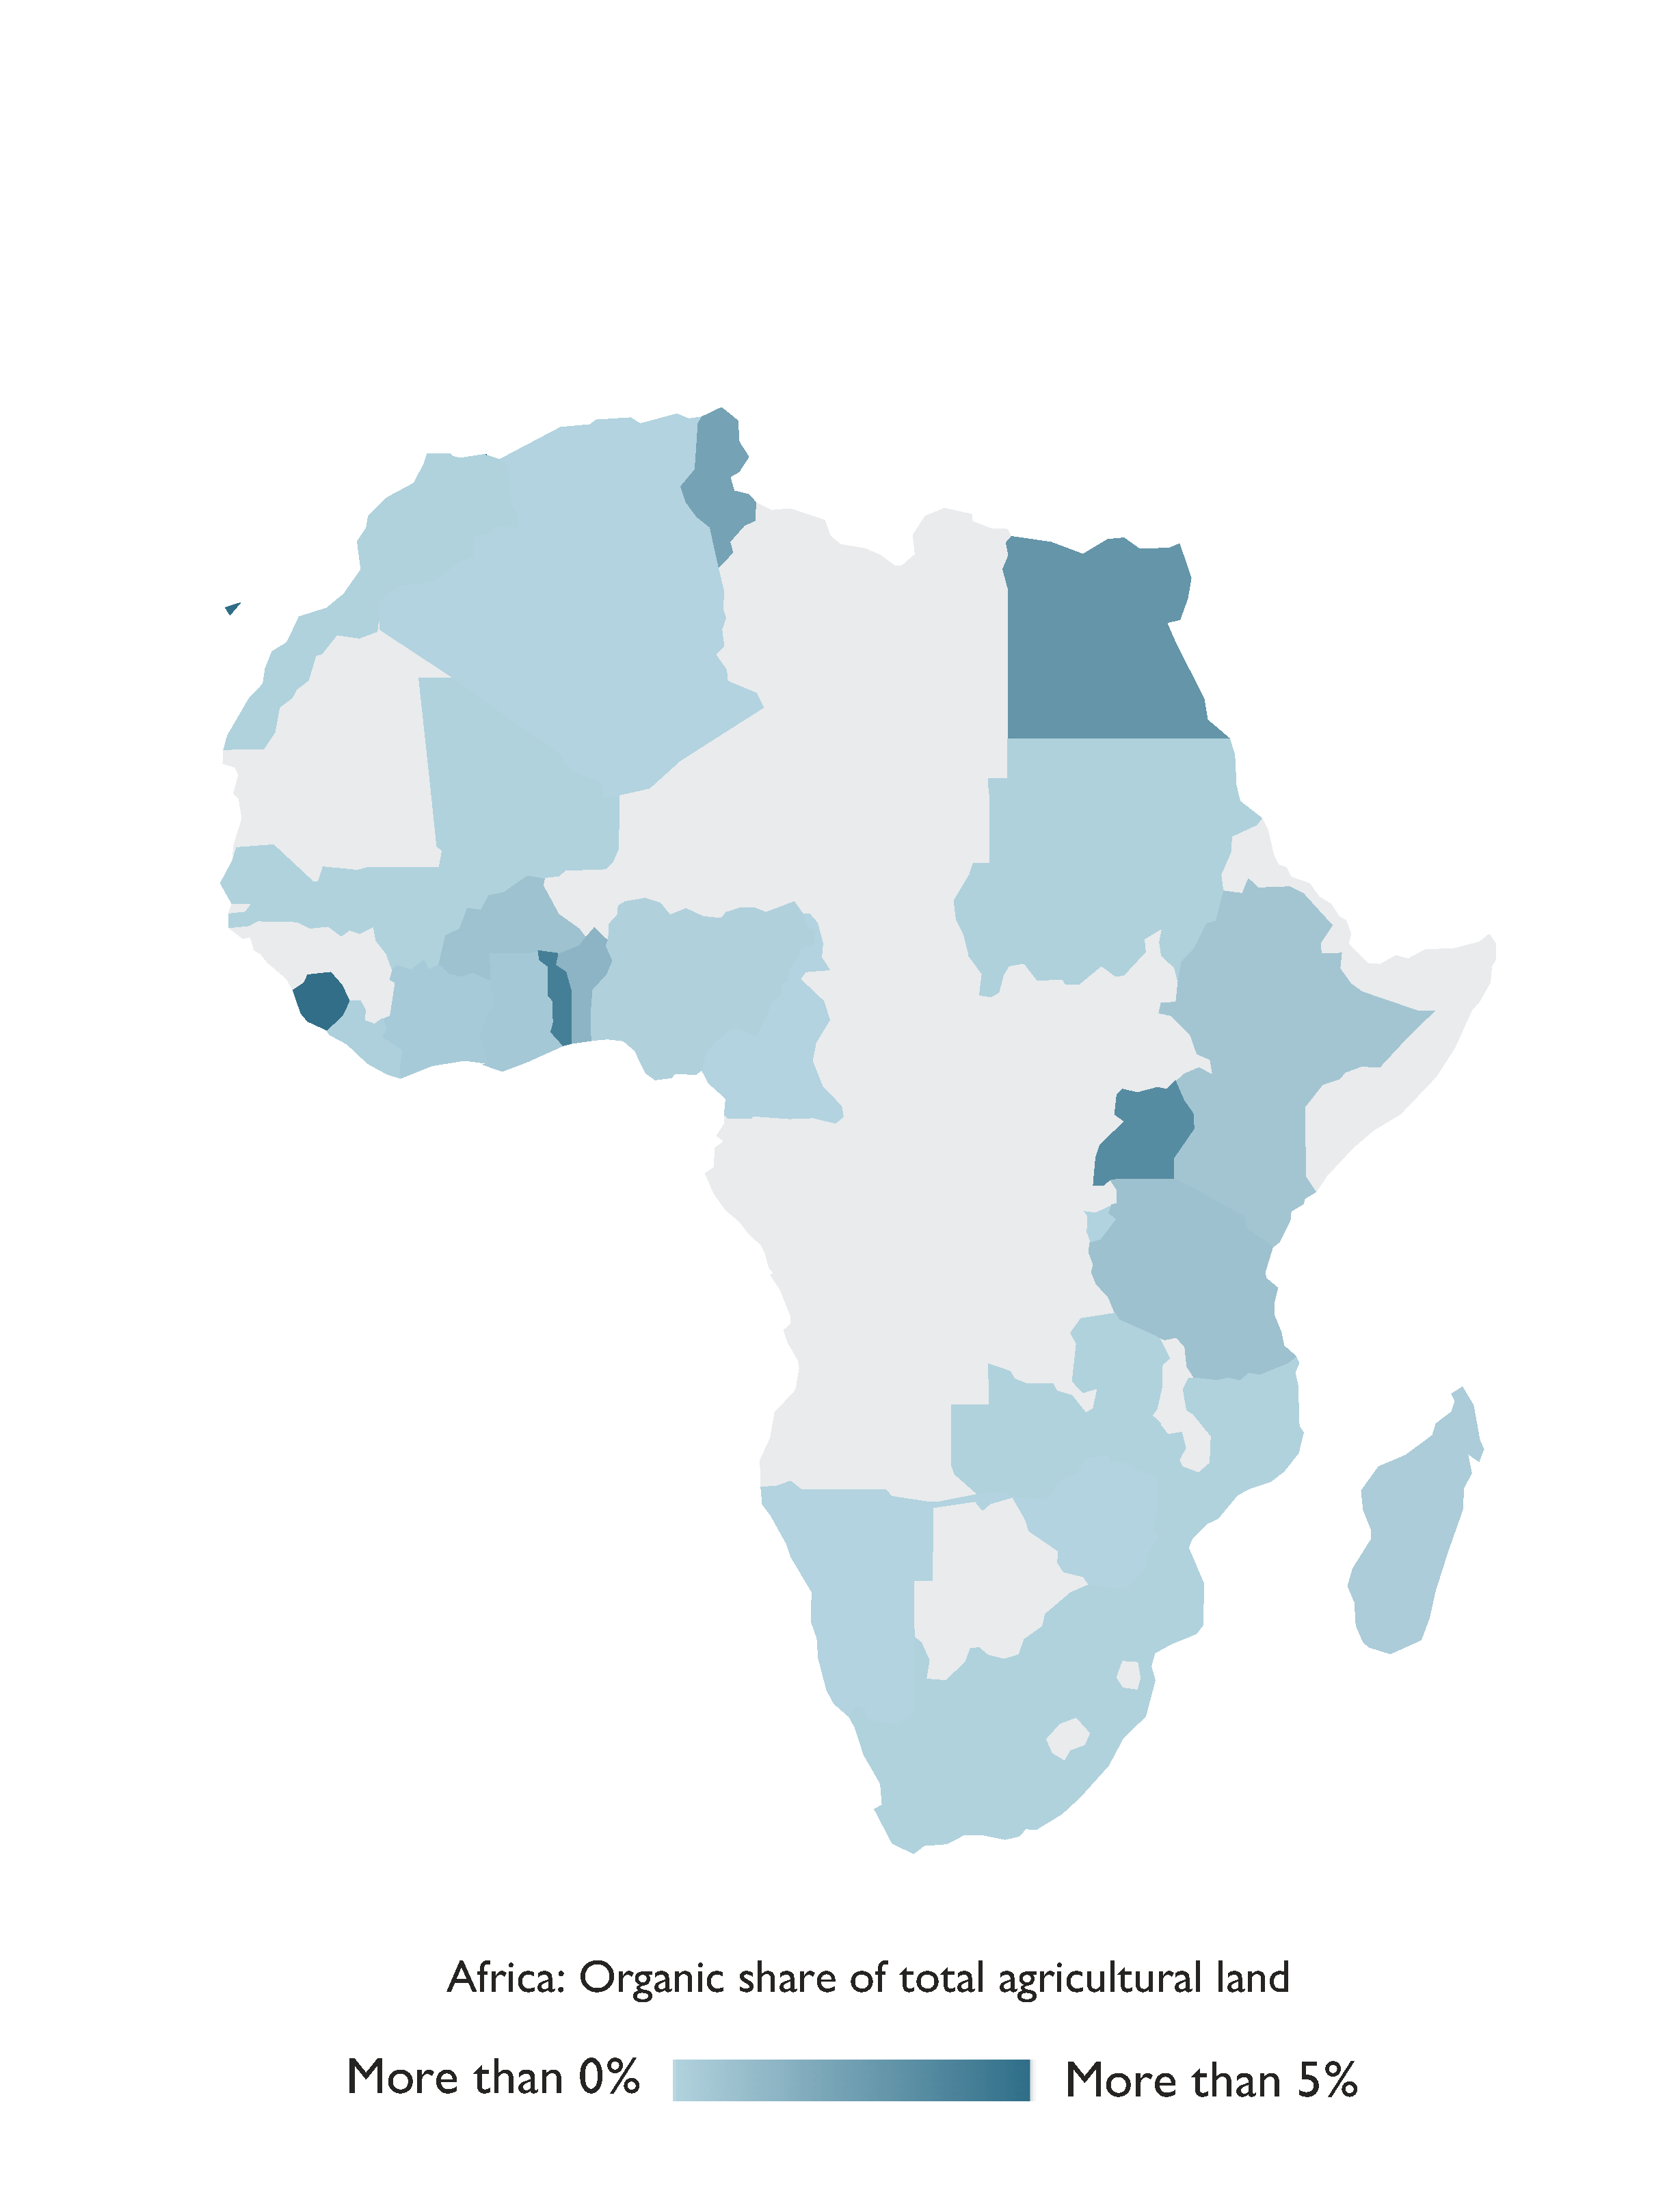 Africa: Organic share of total agricultural land
More than 0%
More than 5%